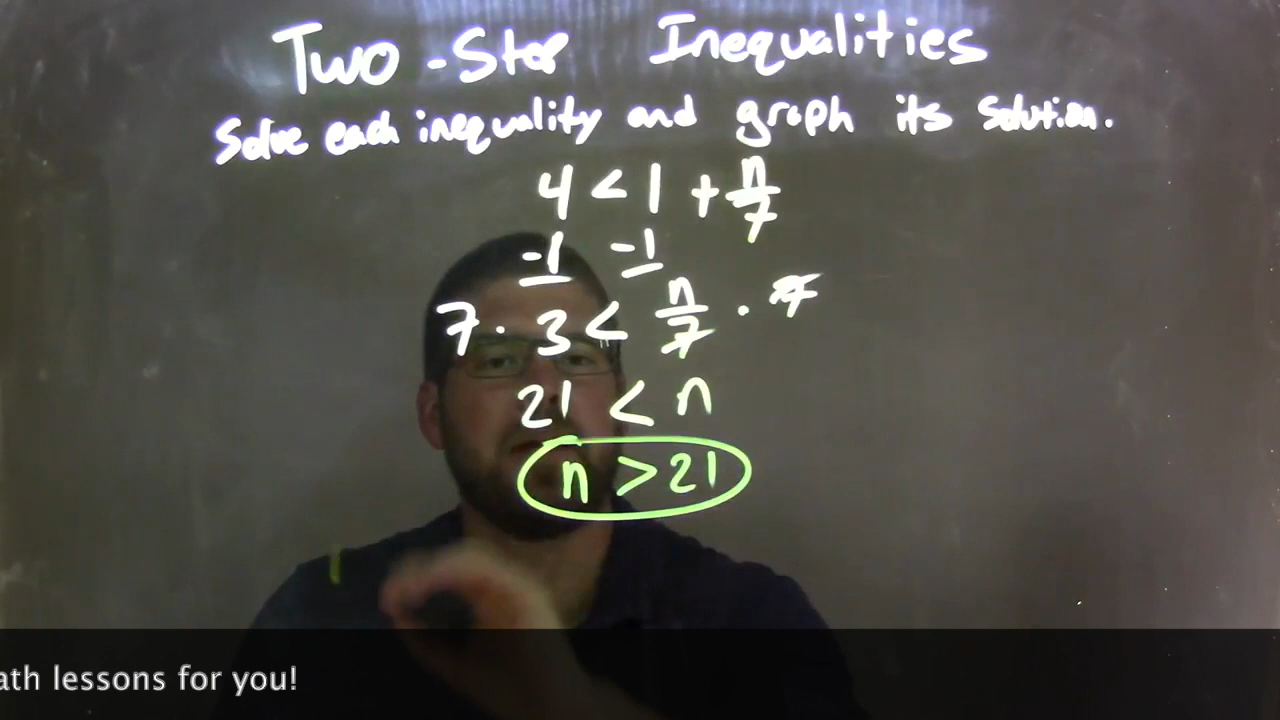 Two-Step Inequalities
Solve each inequality and graph its solution.
4 < 1 + n/7
-1 -1
7 · 3 < n/7 · 7
21 < n
n > 21
ath lessons for you!